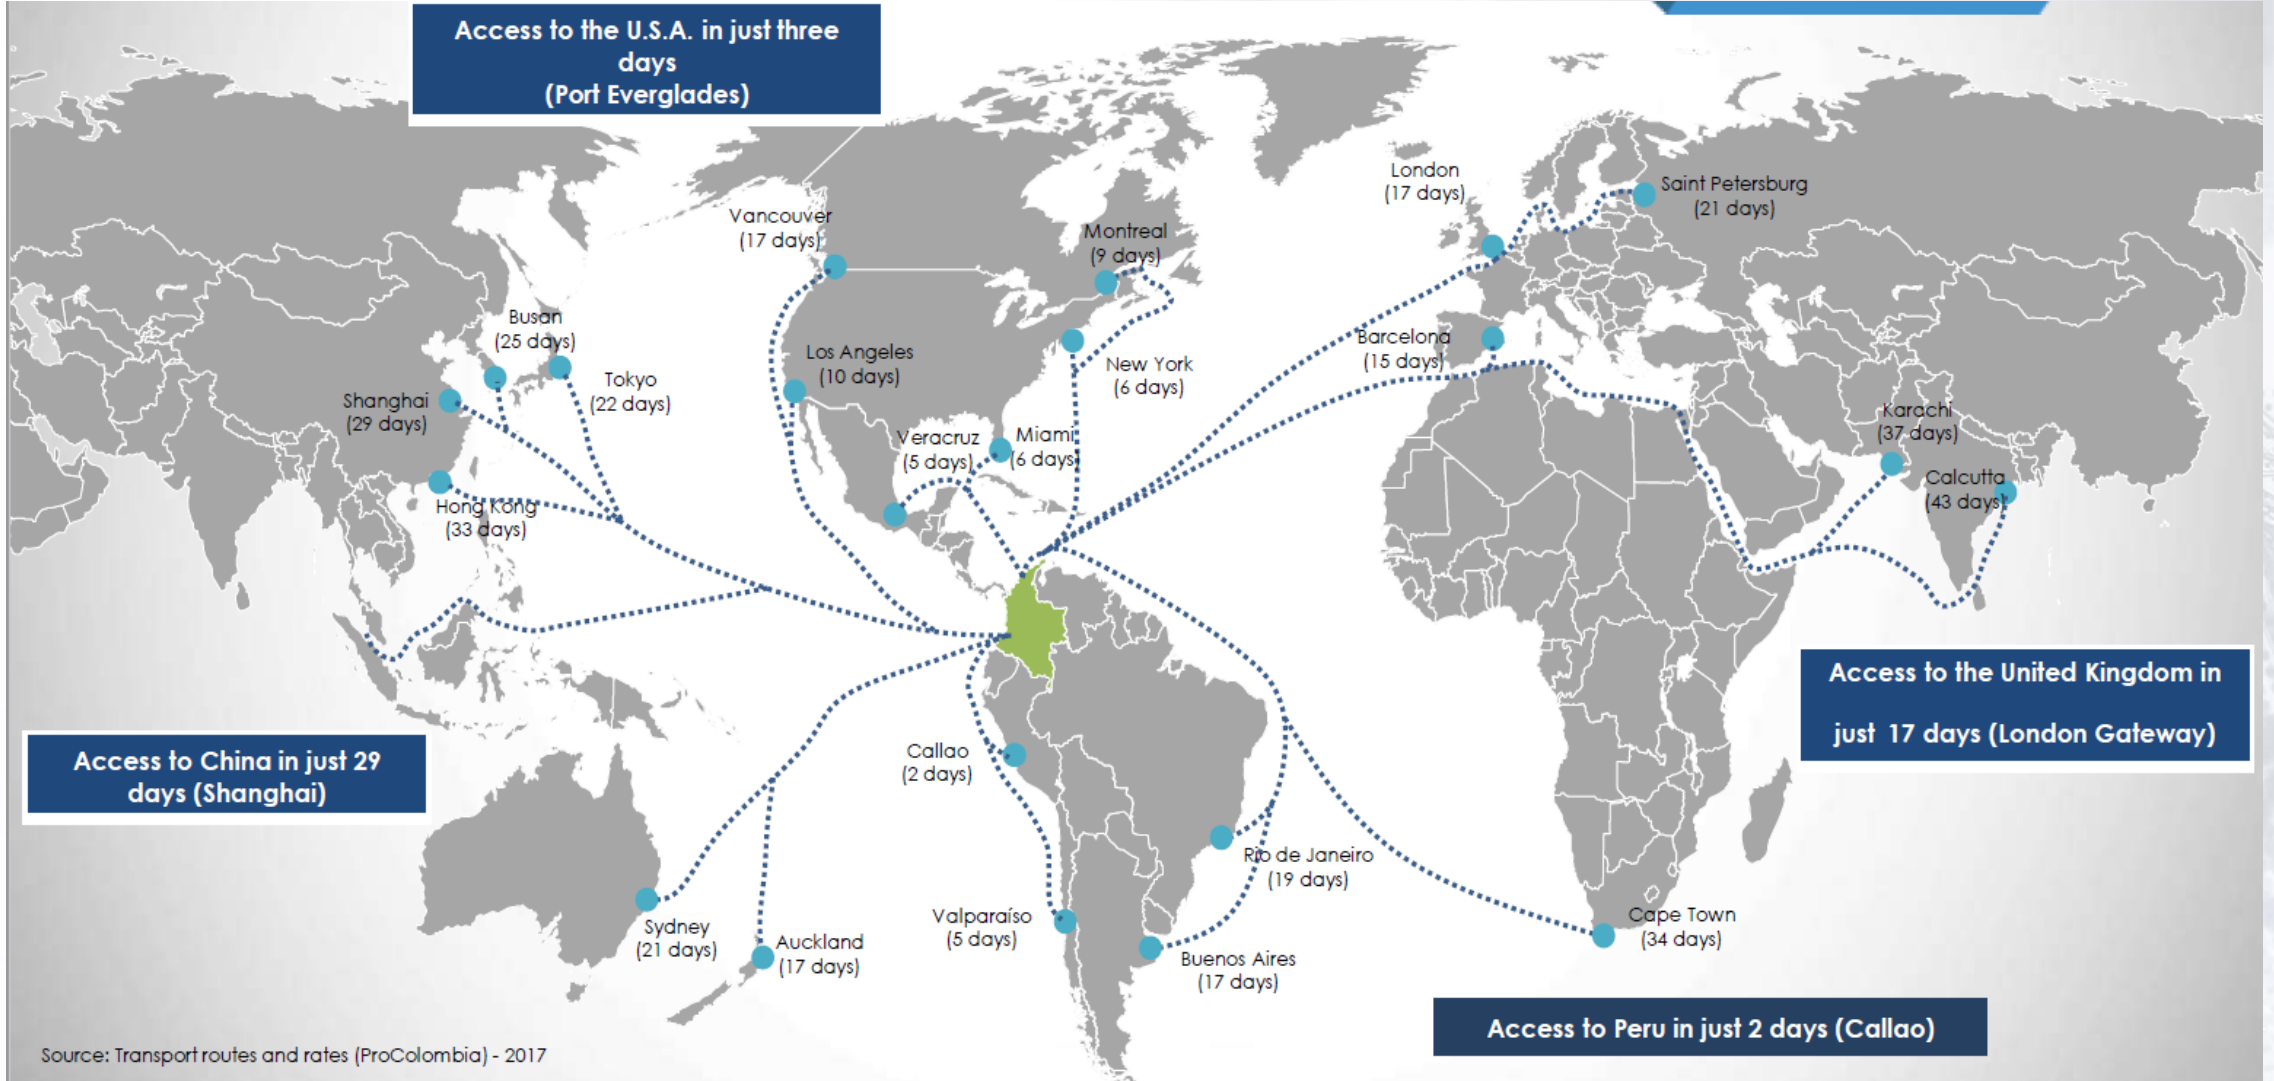 Access to the U.S.A. in just three
days
(Port Everglades)
London
(17 days)
Saint Petersburg
(21 days)
Vancouver
(17 days)
Montreal
(9 days)
Busan
(25 days)
Los Angeles
(10 days)
New York
(6 days)
Barcelona
(15 days)
Tokyo
(22 days)
Shanghai
(29 days)
Veracruz
(5 days)
Miami
(6 days)
Karachi
(37 days)
Calcutta
(43 days)
Hong Kong
(33 days)
Access to the United Kingdom in
just 17 days (London Gateway)
Access to China in just 29
days (Shanghai)
Callao
(2 days)
Rio de Janeiro
(19 days)
Valparaíso
(5 days)
Cape Town
(34 days)
Sydney
(21 days)
Auckland
(17 days)
Buenos Aires
(17 days)
Access to Peru in just 2 days (Callao)
Source: Transport routes and rates (ProColombia) - 2017